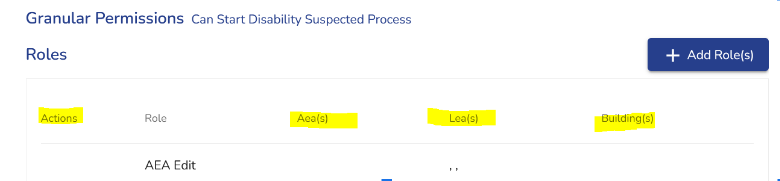 Granular Permissions Can Start Disability Suspected Process
Roles + Add Role(s)
Actions Role Aea(s) Lea(s) Building(s)
AEA Edit , ,